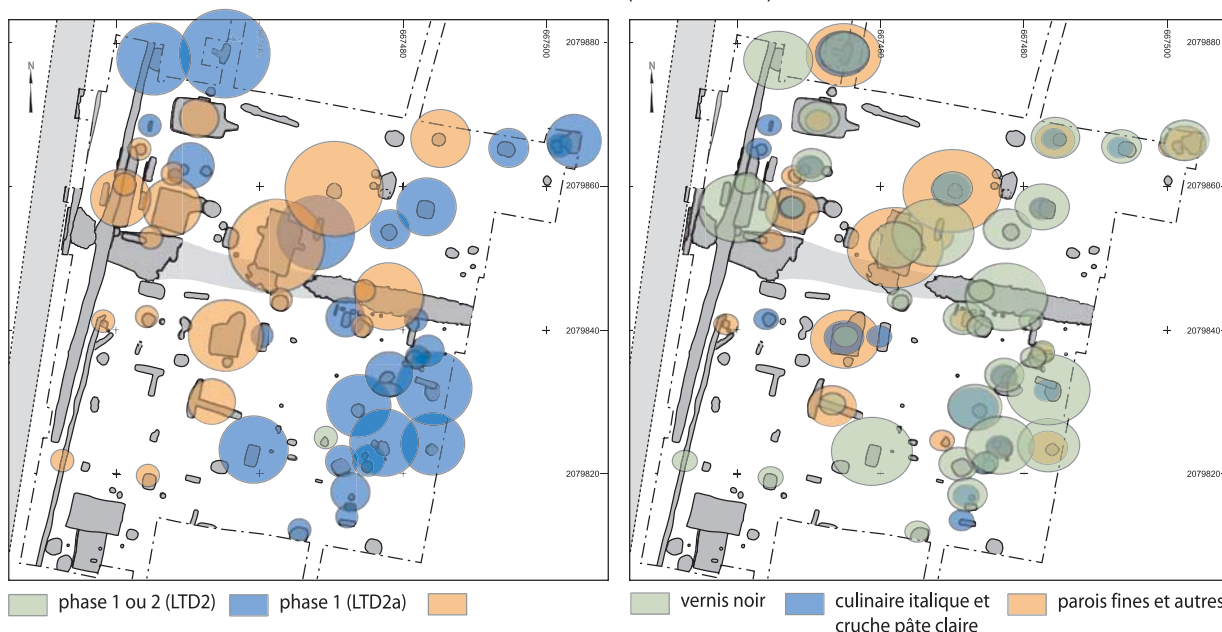 667480
667500
2079880
N
2079860
2079840
2079820
phase 1 ou 2 (LTD2)
phase 1 (LTD2a)
667480
667500
2079880
N
2079860
2079840
2079820
vernis noir
culinaire italique et
cruche pâte claire
parois fines et autres